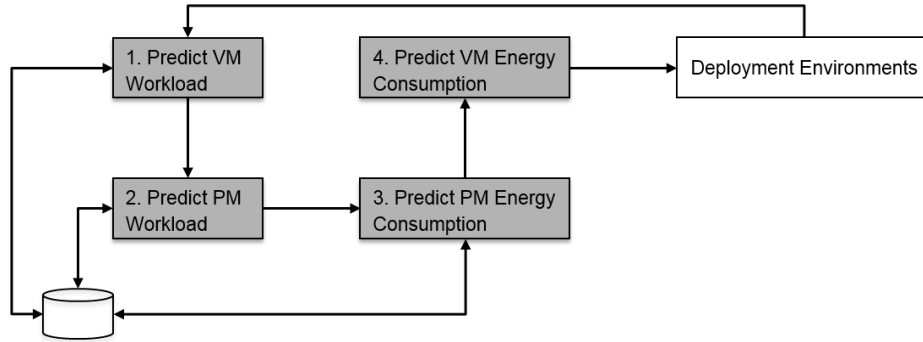 1. Predict VM
Workload
4. Predict VM Energy
Consumption
Deployment Environments
2. Predict PM
Workload
3. Predict PM Energy
Consumption